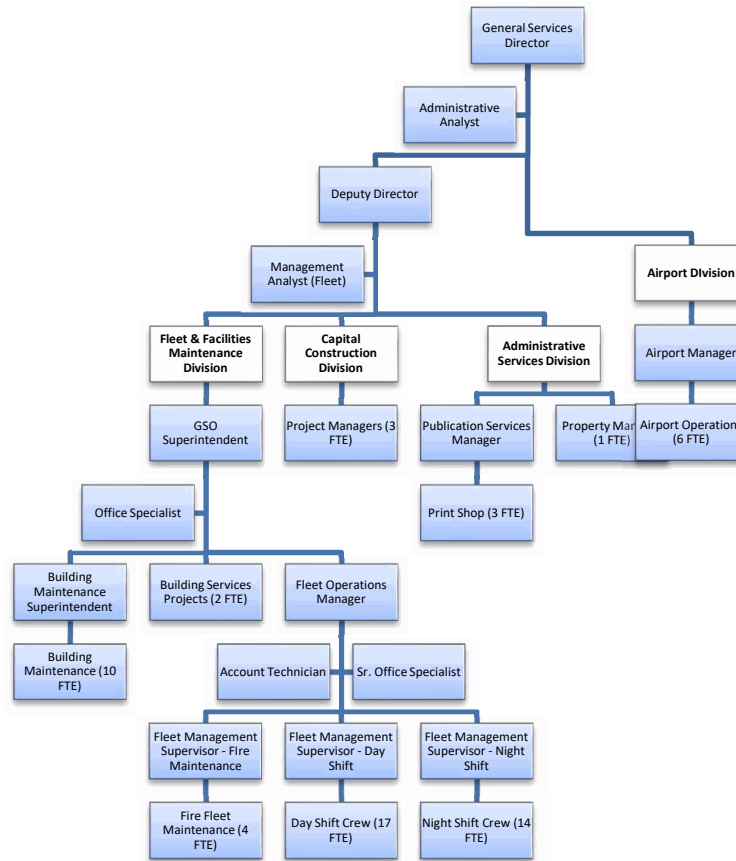 General Services
Director
Administrative
Analyst
Deputy Director
Management
Analyst (Fleet)
Airport DIvision
Fleet & Facilities
Maintenance
Division
Capital
Construction
Division
Administrative
Services Division
Airport Manager
GSO
Superintendent
Project Managers (3
FTE)
Publication Services
Manager
Property Man
(1 FTE)
Airport Operation
(6 FTE)
Office Specialist
Print Shop (3 FTE)
Building
Maintenance
Superintendent
Building Services
Projects (2 FTE)
Fleet Operations
Manager
Building
Maintenance (10
FTE)
Account Technician
Sr. Office Specialist
Fleet Management
Supervisor - FIre
Maintenance
Fleet Management
Supervisor - Day
Shift
Fleet Management
Supervisor - Night
Shift
Fire Fleet
Maintenance (4
FTE)
Day Shift Crew (17
FTE)
Night Shift Crew (14
FTE)